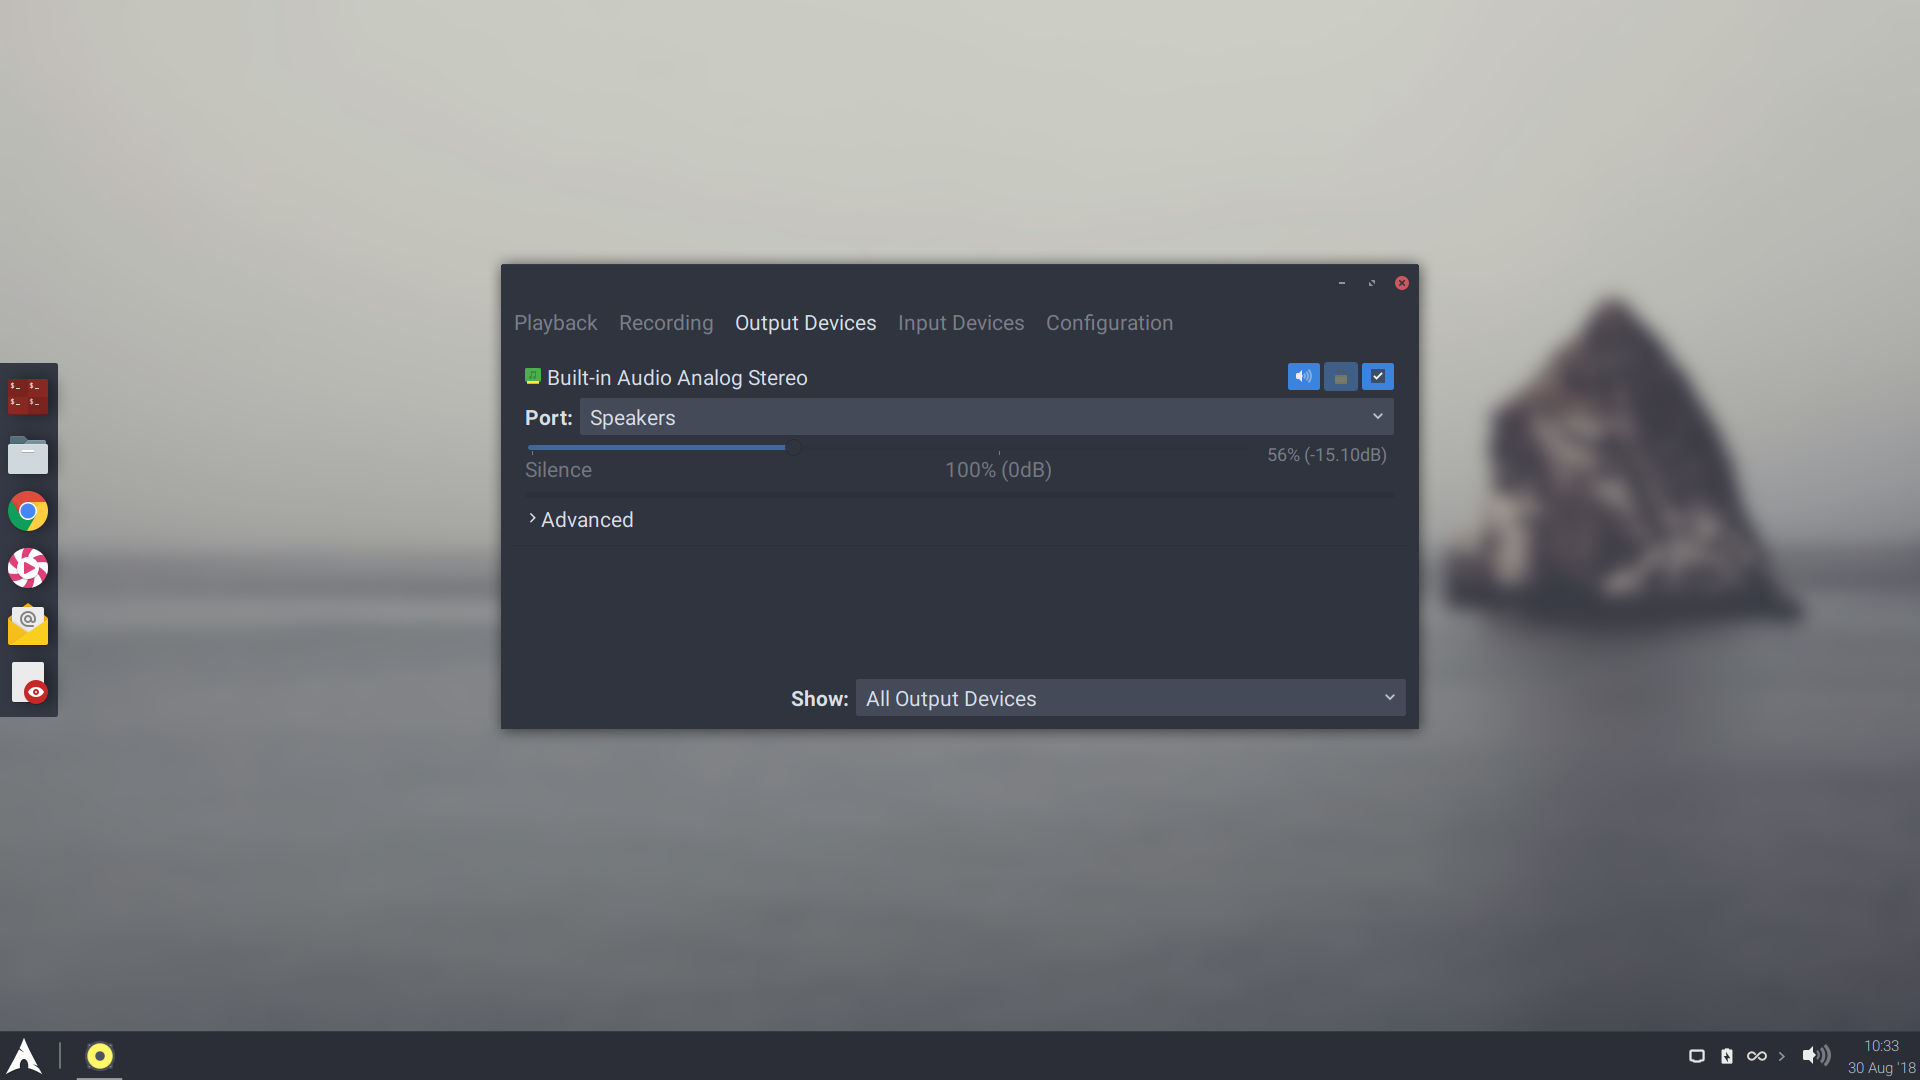 Playback Recording Output Devices Input Devices Configuration
Built-in Audio Analog Stereo
Port: Speakers
56% (-15.10dB)
Silence 100% (0dB)
Advanced
Show: All Output Devices
$_ $_
$_ $_
@
10:33
30 Aug '18